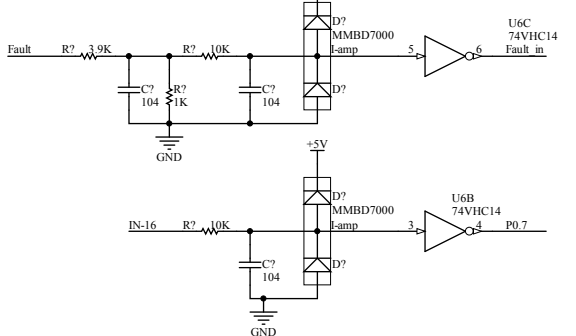 D?
MMBD7000
U6C
74VHC14
Fault
R?
3.9K
R?
10K
I-amp
5
6
Fault_in
C?
104
R?
1K
C?
104
D?
GND
+5V
D?
MMBD7000
U6B
74VHC14
IN-16
R?
10K
I-amp
3
4
P0.7
C?
104
D?
GND